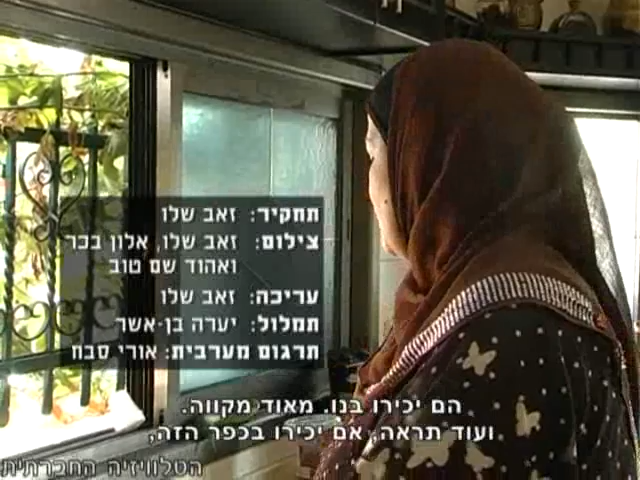 תחקיר: זאב שלו
צילום: זאב שלו, אלון בכר
ואהוד שם טוב
עריכה: זאב שלו
תמלול: יערה בן-אשר
תרגום מערבית: אורי סבח
הם יכירו בנו. מאוד מקווה.
ועוד תראה, אם יכירו בכפר הזה,
הטלוויזיה החברתית